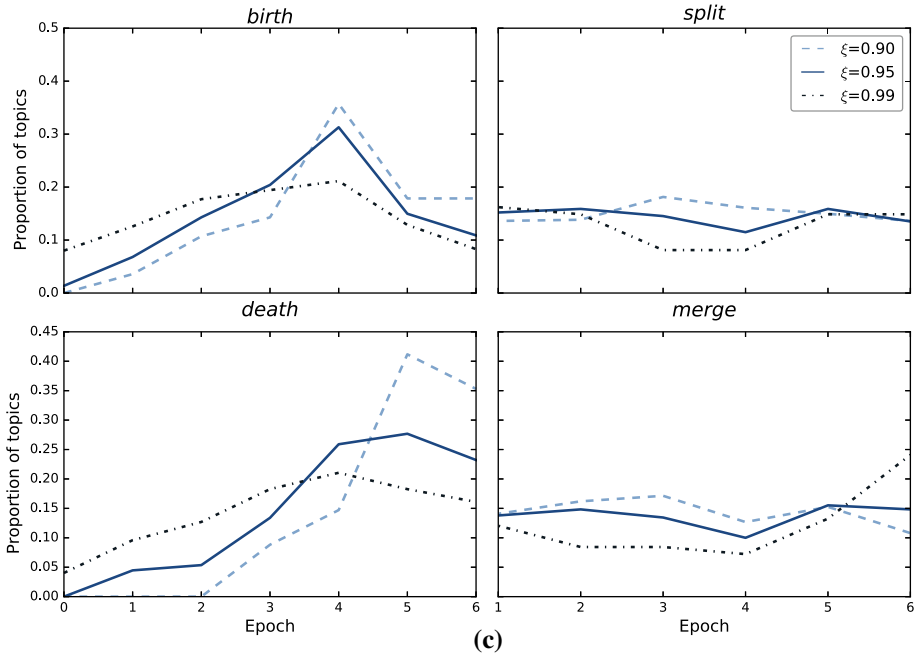 birth
split
0.5
0.4
0.3
0.2
0.1
0.0
Proportion of topics
ξ=0.90
ξ=0.95
ξ=0.99
death
merge
0.45
0.40
0.35
0.30
0.25
0.20
0.15
0.10
0.05
0.00
Proportion of topics
0 1 2 3 4 5 6
1 2 3 4 5 6
Epoch
Epoch
(c)